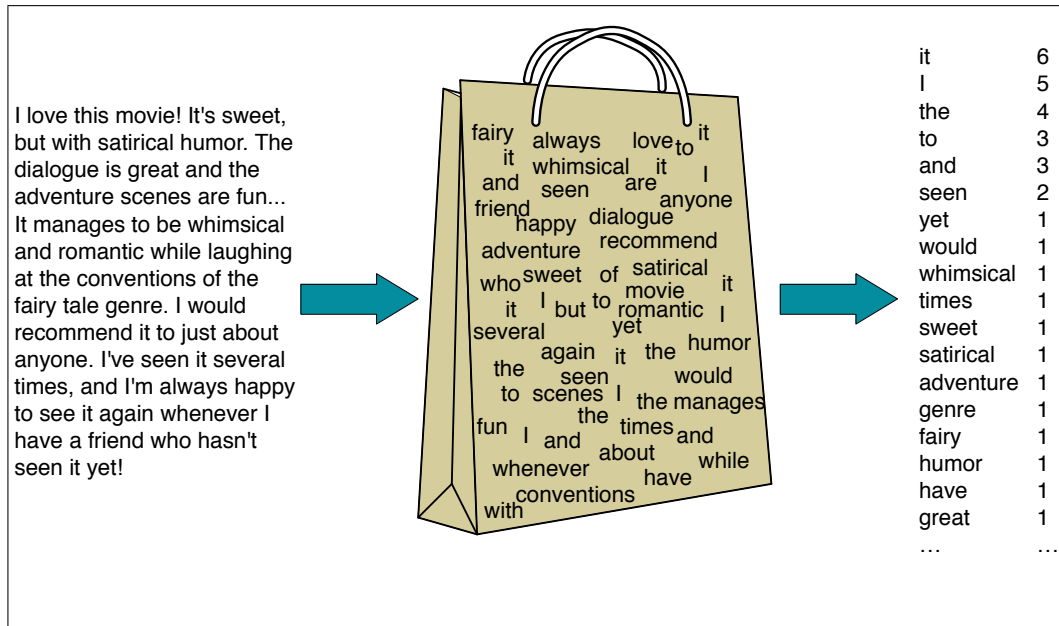 I love this movie! It's sweet,
but with satirical humor. The
dialogue is great and the
adventure scenes are fun...
It manages to be whimsical
and romantic while laughing
at the conventions of the
fairy tale genre. I would
recommend it to just about
anyone. I've seen it several
times, and I'm always happy
to see it again whenever I
have a friend who hasn't
seen it yet!
fairy always love to it
it whimsical it I
and seen are anyone
friend happy dialogue
adventure recommend
who sweet of satirical it
it I but to movie romantic I
several yet
again it the humor
the seen would
to scenes I the manages
fun the times and
I and about
whenever have while
with conventions
it 6
I 5
the 4
to 3
and 3
seen 2
yet 1
would 1
whimsical 1
times 1
sweet 1
satirical 1
adventure 1
genre 1
fairy 1
humor 1
have 1
great 1
… …